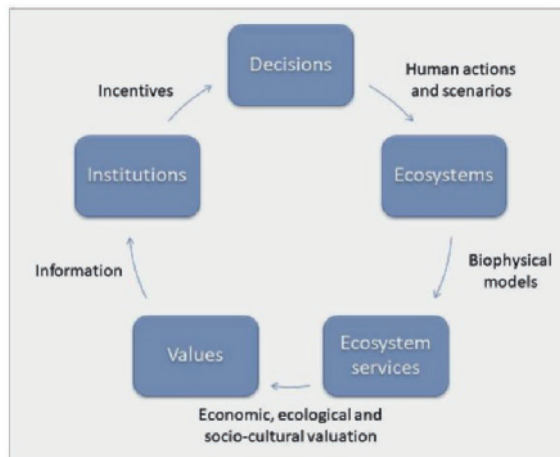 Decisions
Incentives
Human actions
and scenarios
Institutions
Ecosystems
Information
Biophysical
models
Values
Ecosystem
services
Economic, ecological and
socio-cultural valuation